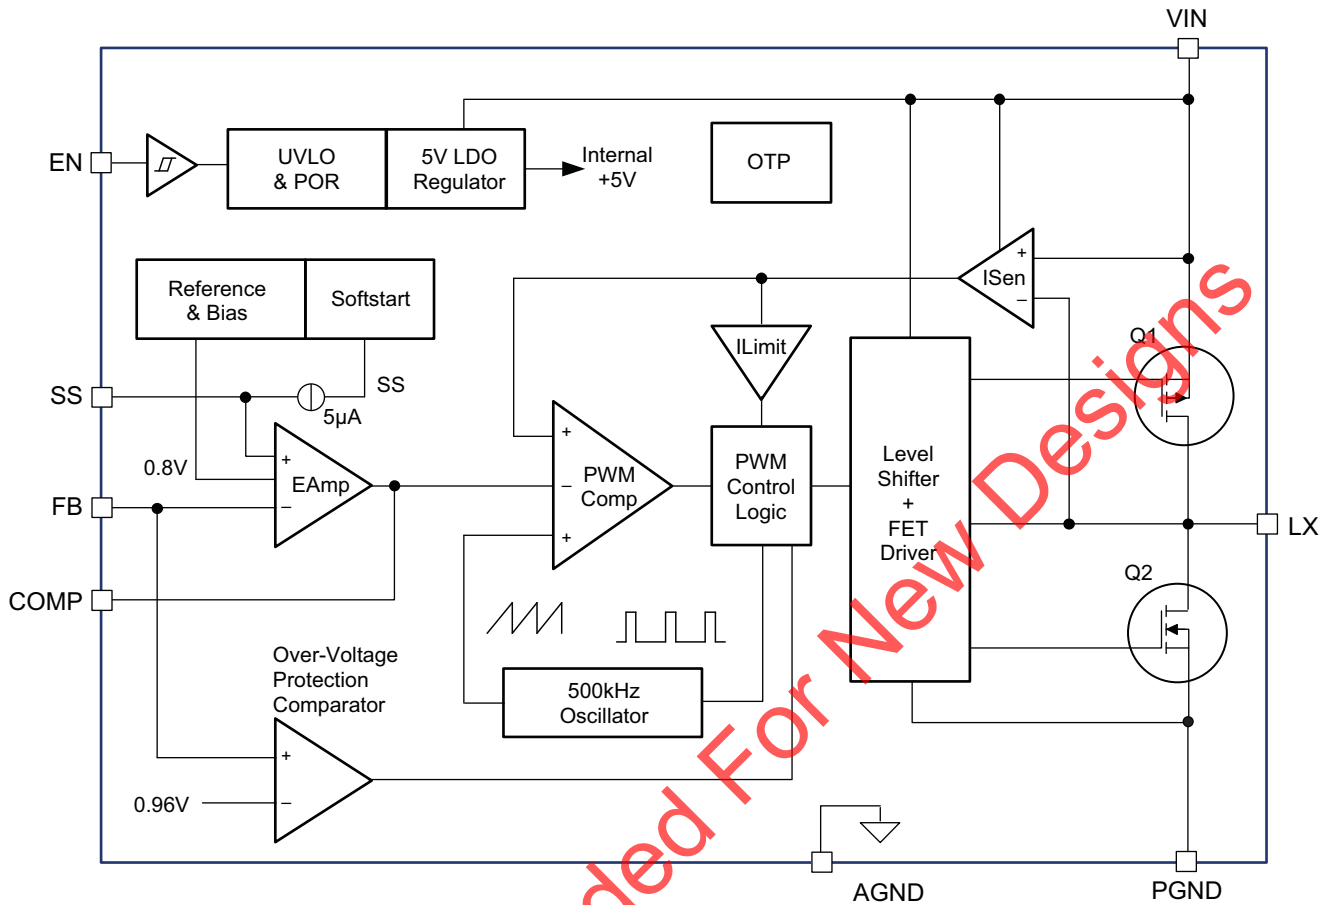 VIN
EN
UVLO
& POR
5V LDO
Regulator
Internal
+5V
OTP
Reference
& Bias
Softstart
+
ISen
−
ILimit
Q1
SS
SS
5µA
0.8V
+
EAmp
−
FB
+
−
+
PWM
Comp
PWM
Control
Logic
Level
Shifter
+
FET
Driver
LX
Q2
COMP
Over-Voltage
Protection
Comparator
500kHz
Oscillator
+
−
0.96V
AGND
PGND
For New Designs